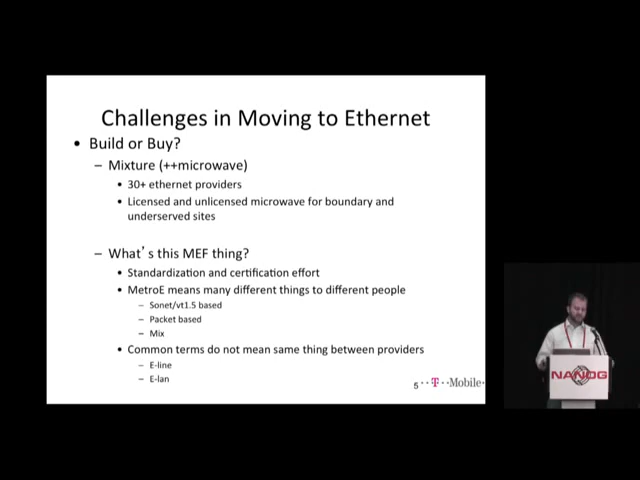 Challenges in Moving to Ethernet
• Build or Buy?
– Mixture (++microwave)
• 30+ ethernet providers
• Licensed and unlicensed microwave for boundary and
underserved sites
– What's this MEF thing?
• Standardization and certification effort
• MetroE means many different things to different people
– Sonet/vt1.5 based
– Packet based
– Mix
• Common terms do not mean same thing between providers
– E-line
– E-lan
5 ··T··Mobile·
NANOG